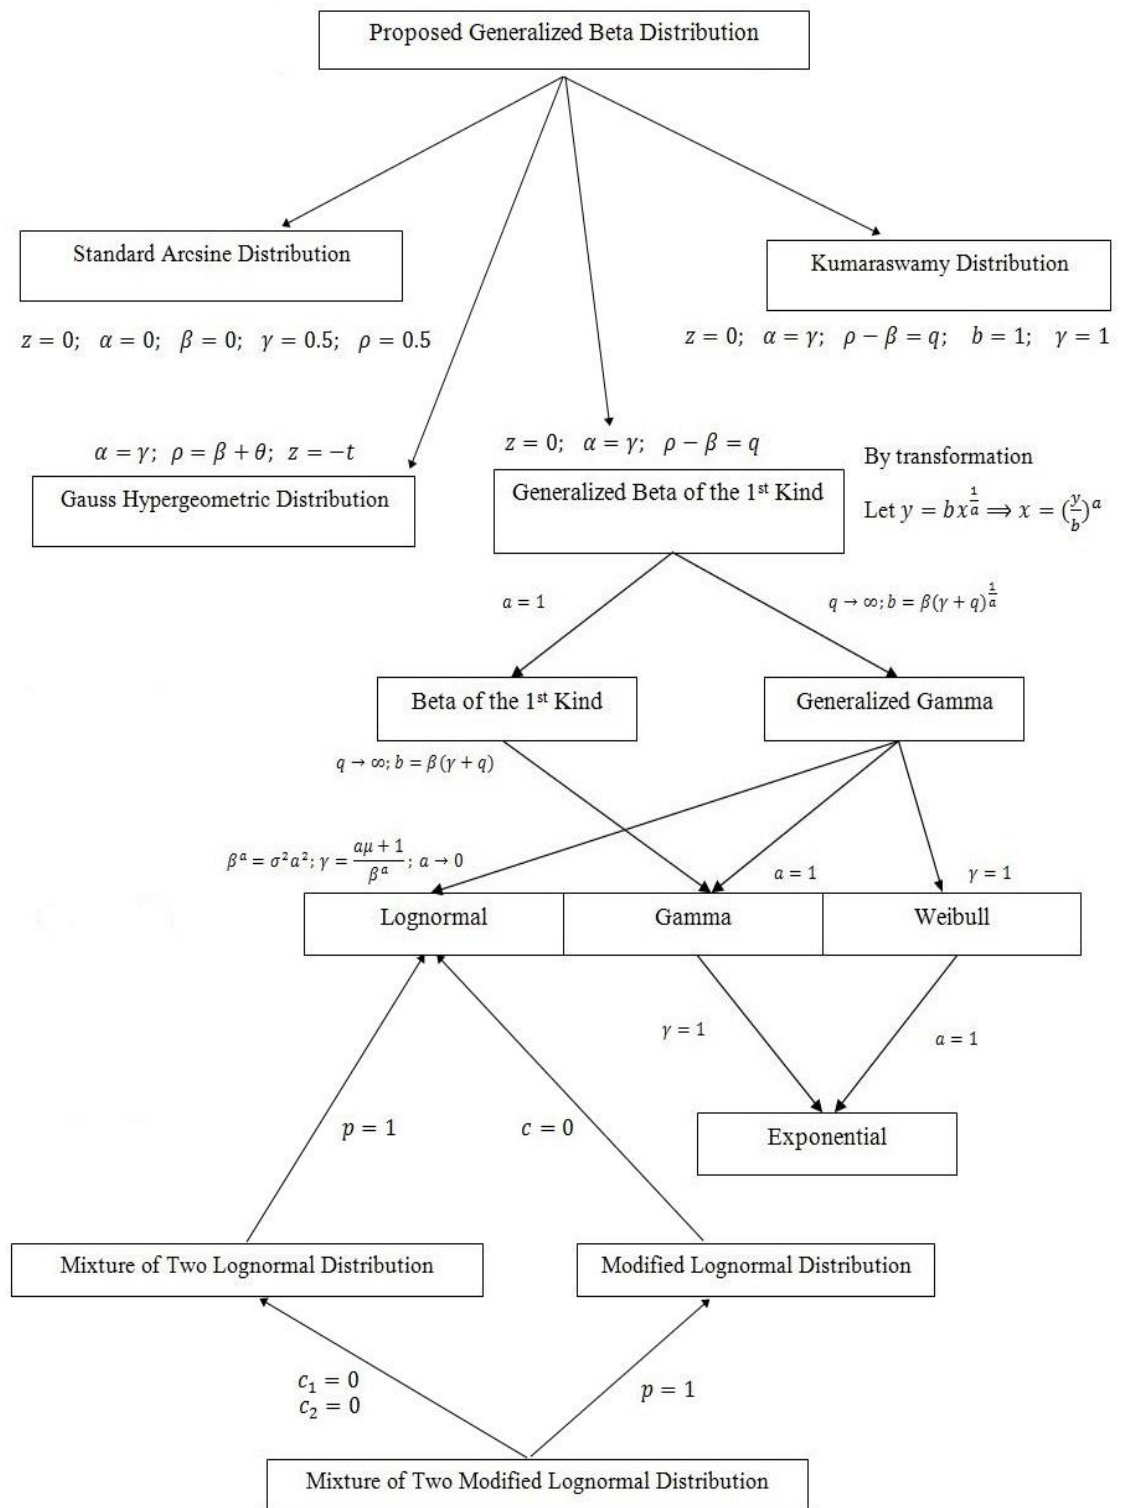 Proposed Generalized Beta Distribution
Standard Arcsine Distribution
Kumaraswamy Distribution
z = 0; α = 0; β = 0; γ = 0.5; ρ = 0.5
z = 0; α = γ; ρ − β = q; b = 1; γ = 1
α = γ; ρ = β + θ; z = −t
Gauss Hypergeometric Distribution
z = 0; α = γ; ρ − β = q
Generalized Beta of the 1st Kind
By transformation
Let y = bx^(1/a) ⟹ x = (y/b)^a
a = 1
q → ∞; b = β(γ + q)^(1/a)
Beta of the 1st Kind
Generalized Gamma
q → ∞; b = β(γ + q)
β^a = σ²a²; γ = (aμ + 1)/β^a; a → 0
a = 1
γ = 1
Lognormal
Gamma
Weibull
γ = 1
a = 1
p = 1
c = 0
Exponential
Mixture of Two Lognormal Distribution
Modified Lognormal Distribution
c₁ = 0
c₂ = 0
p = 1
Mixture of Two Modified Lognormal Distribution